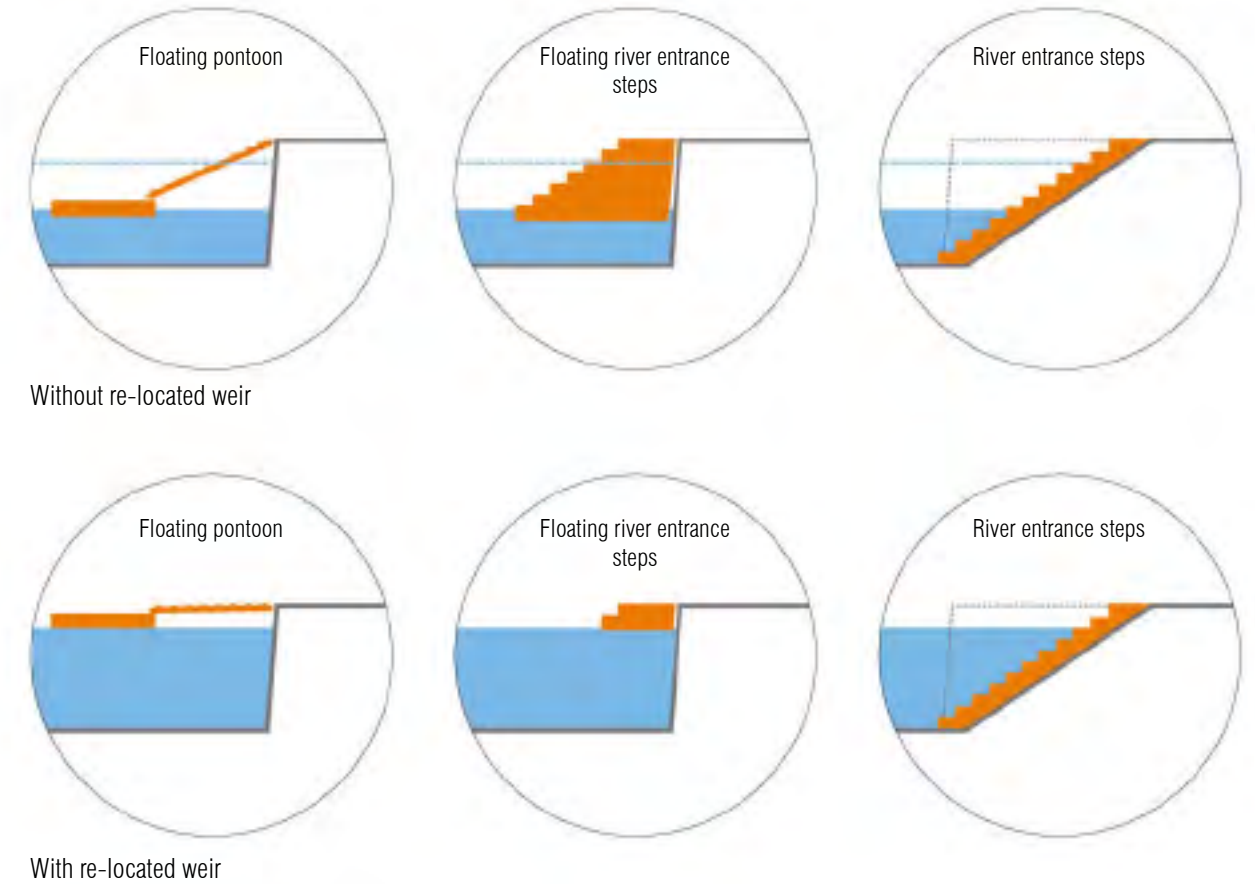 Floating pontoon
Floating river entrance
steps
River entrance steps
Without re-located weir
Floating pontoon
Floating river entrance
steps
River entrance steps
With re-located weir